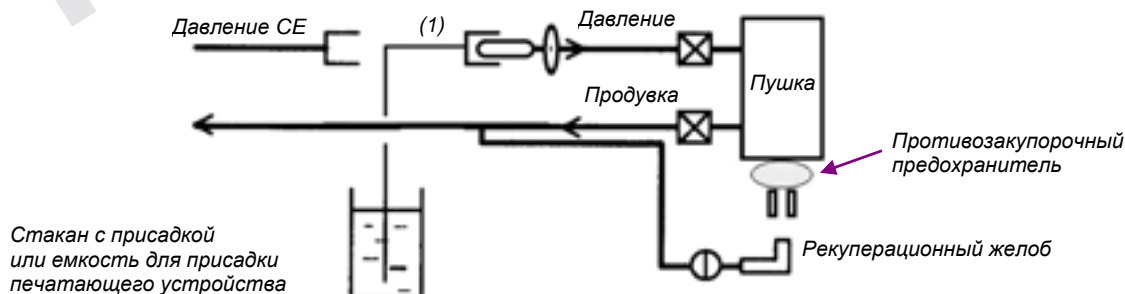 Давление CE
(1)
Давление
Продувка
Пушка
Противозакупорочный
предохранитель
Рекуперационный желоб
Стакан с присадкой
или емкость для присадки
печатающего устройства